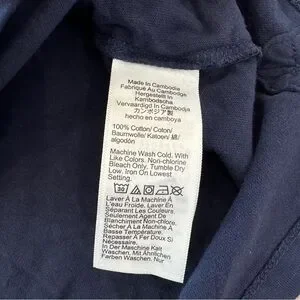 Made In Cambodia
Fabriqué Au Cambodge
Hergestellt In
Kambodscha
Vervaardigd In Cambodja
カンボジア製
hecho en camboya
100% Cotton/ Coton/
Baumwolle/ Katoen/ 綿/
algodón
Machine Wash Cold. With
Like Colors. Non-chlorine
Bleach Only. Tumble Dry
Low. Iron On Lowest
Setting.
30
Laver À La Machine À
L'eau Froide. Laver En
Séparant Les Couleurs.
Seulement Agent De
Blanchiment Non-chlore.
Sécher À La Machine À
Basse Température.
Repasser À Fer Doux Si
Nécessaire.
In Der Maschine Kalt
Waschen, Mit Ähnlichen
Farben Waschen, Nur